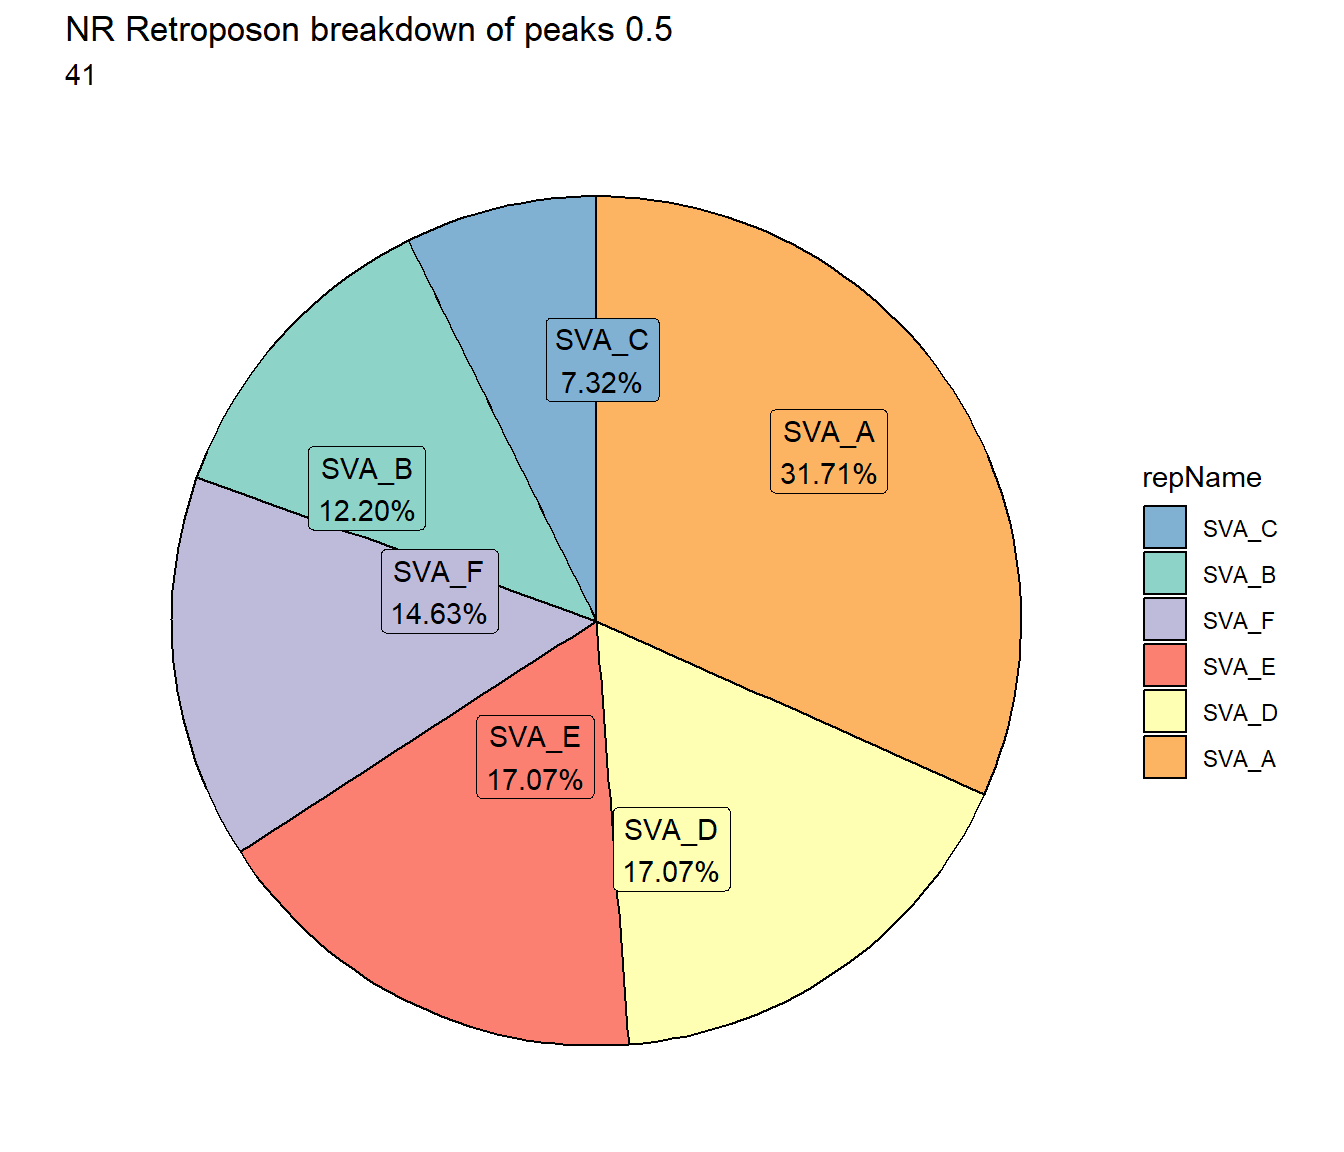 NR Retroposon breakdown of peaks 0.5
41
SVA_C
7.32%
SVA_A
31.71%
SVA_B
12.20%
SVA_F
14.63%
SVA_E
17.07%
SVA_D
17.07%
repName
SVA_C
SVA_B
SVA_F
SVA_E
SVA_D
SVA_A